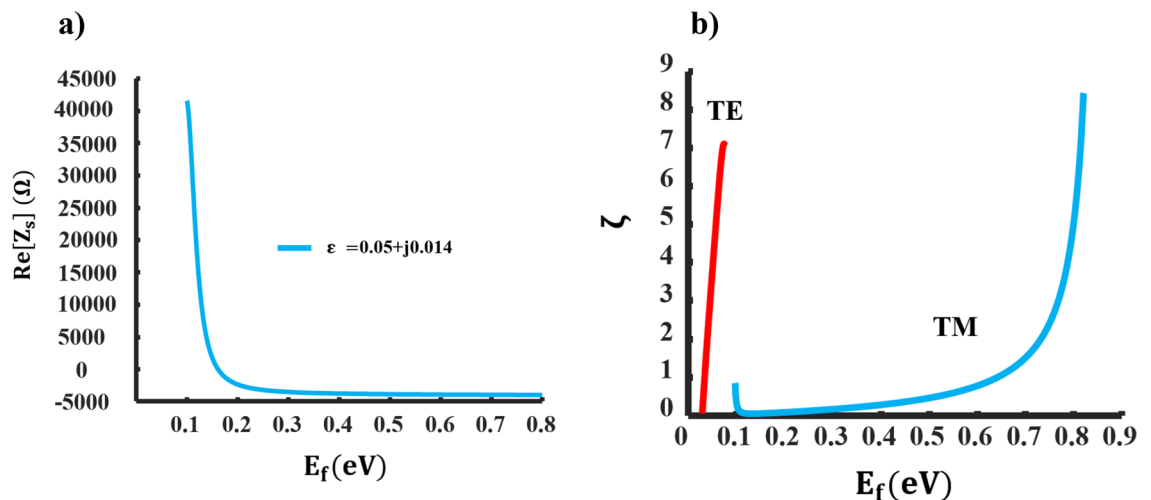 a)
45000
40000
35000
30000
25000
20000
15000
10000
5000
0
-5000
Re[Zₛ] (Ω)
ε =0.05+j0.014
0.1 0.2 0.3 0.4 0.5 0.6 0.7 0.8
E_f(eV)
b)
9
8
7
6
5
4
3
2
1
0
ζ
TE
TM
0 0.1 0.2 0.3 0.4 0.5 0.6 0.7 0.8 0.9
E_f(eV)